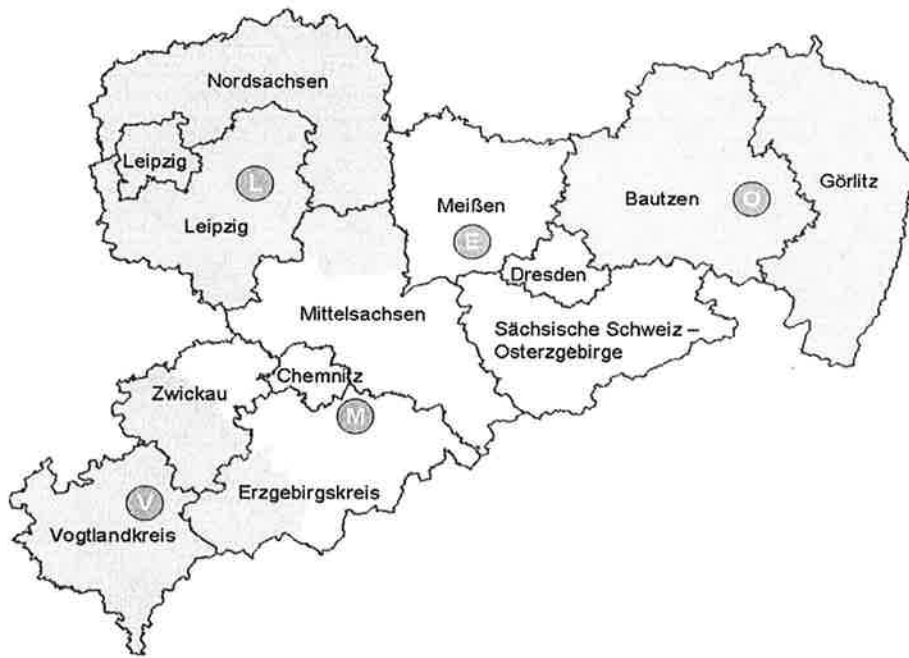 Nordsachsen
Leipzig
L
Leipzig
Meißen
E
Dresden
Bautzen
O
Görlitz
Mittelsachsen
Sächsische Schweiz –
Osterzgebirge
Chemnitz
Zwickau
M
Erzgebirgskreis
V
Vogtlandkreis